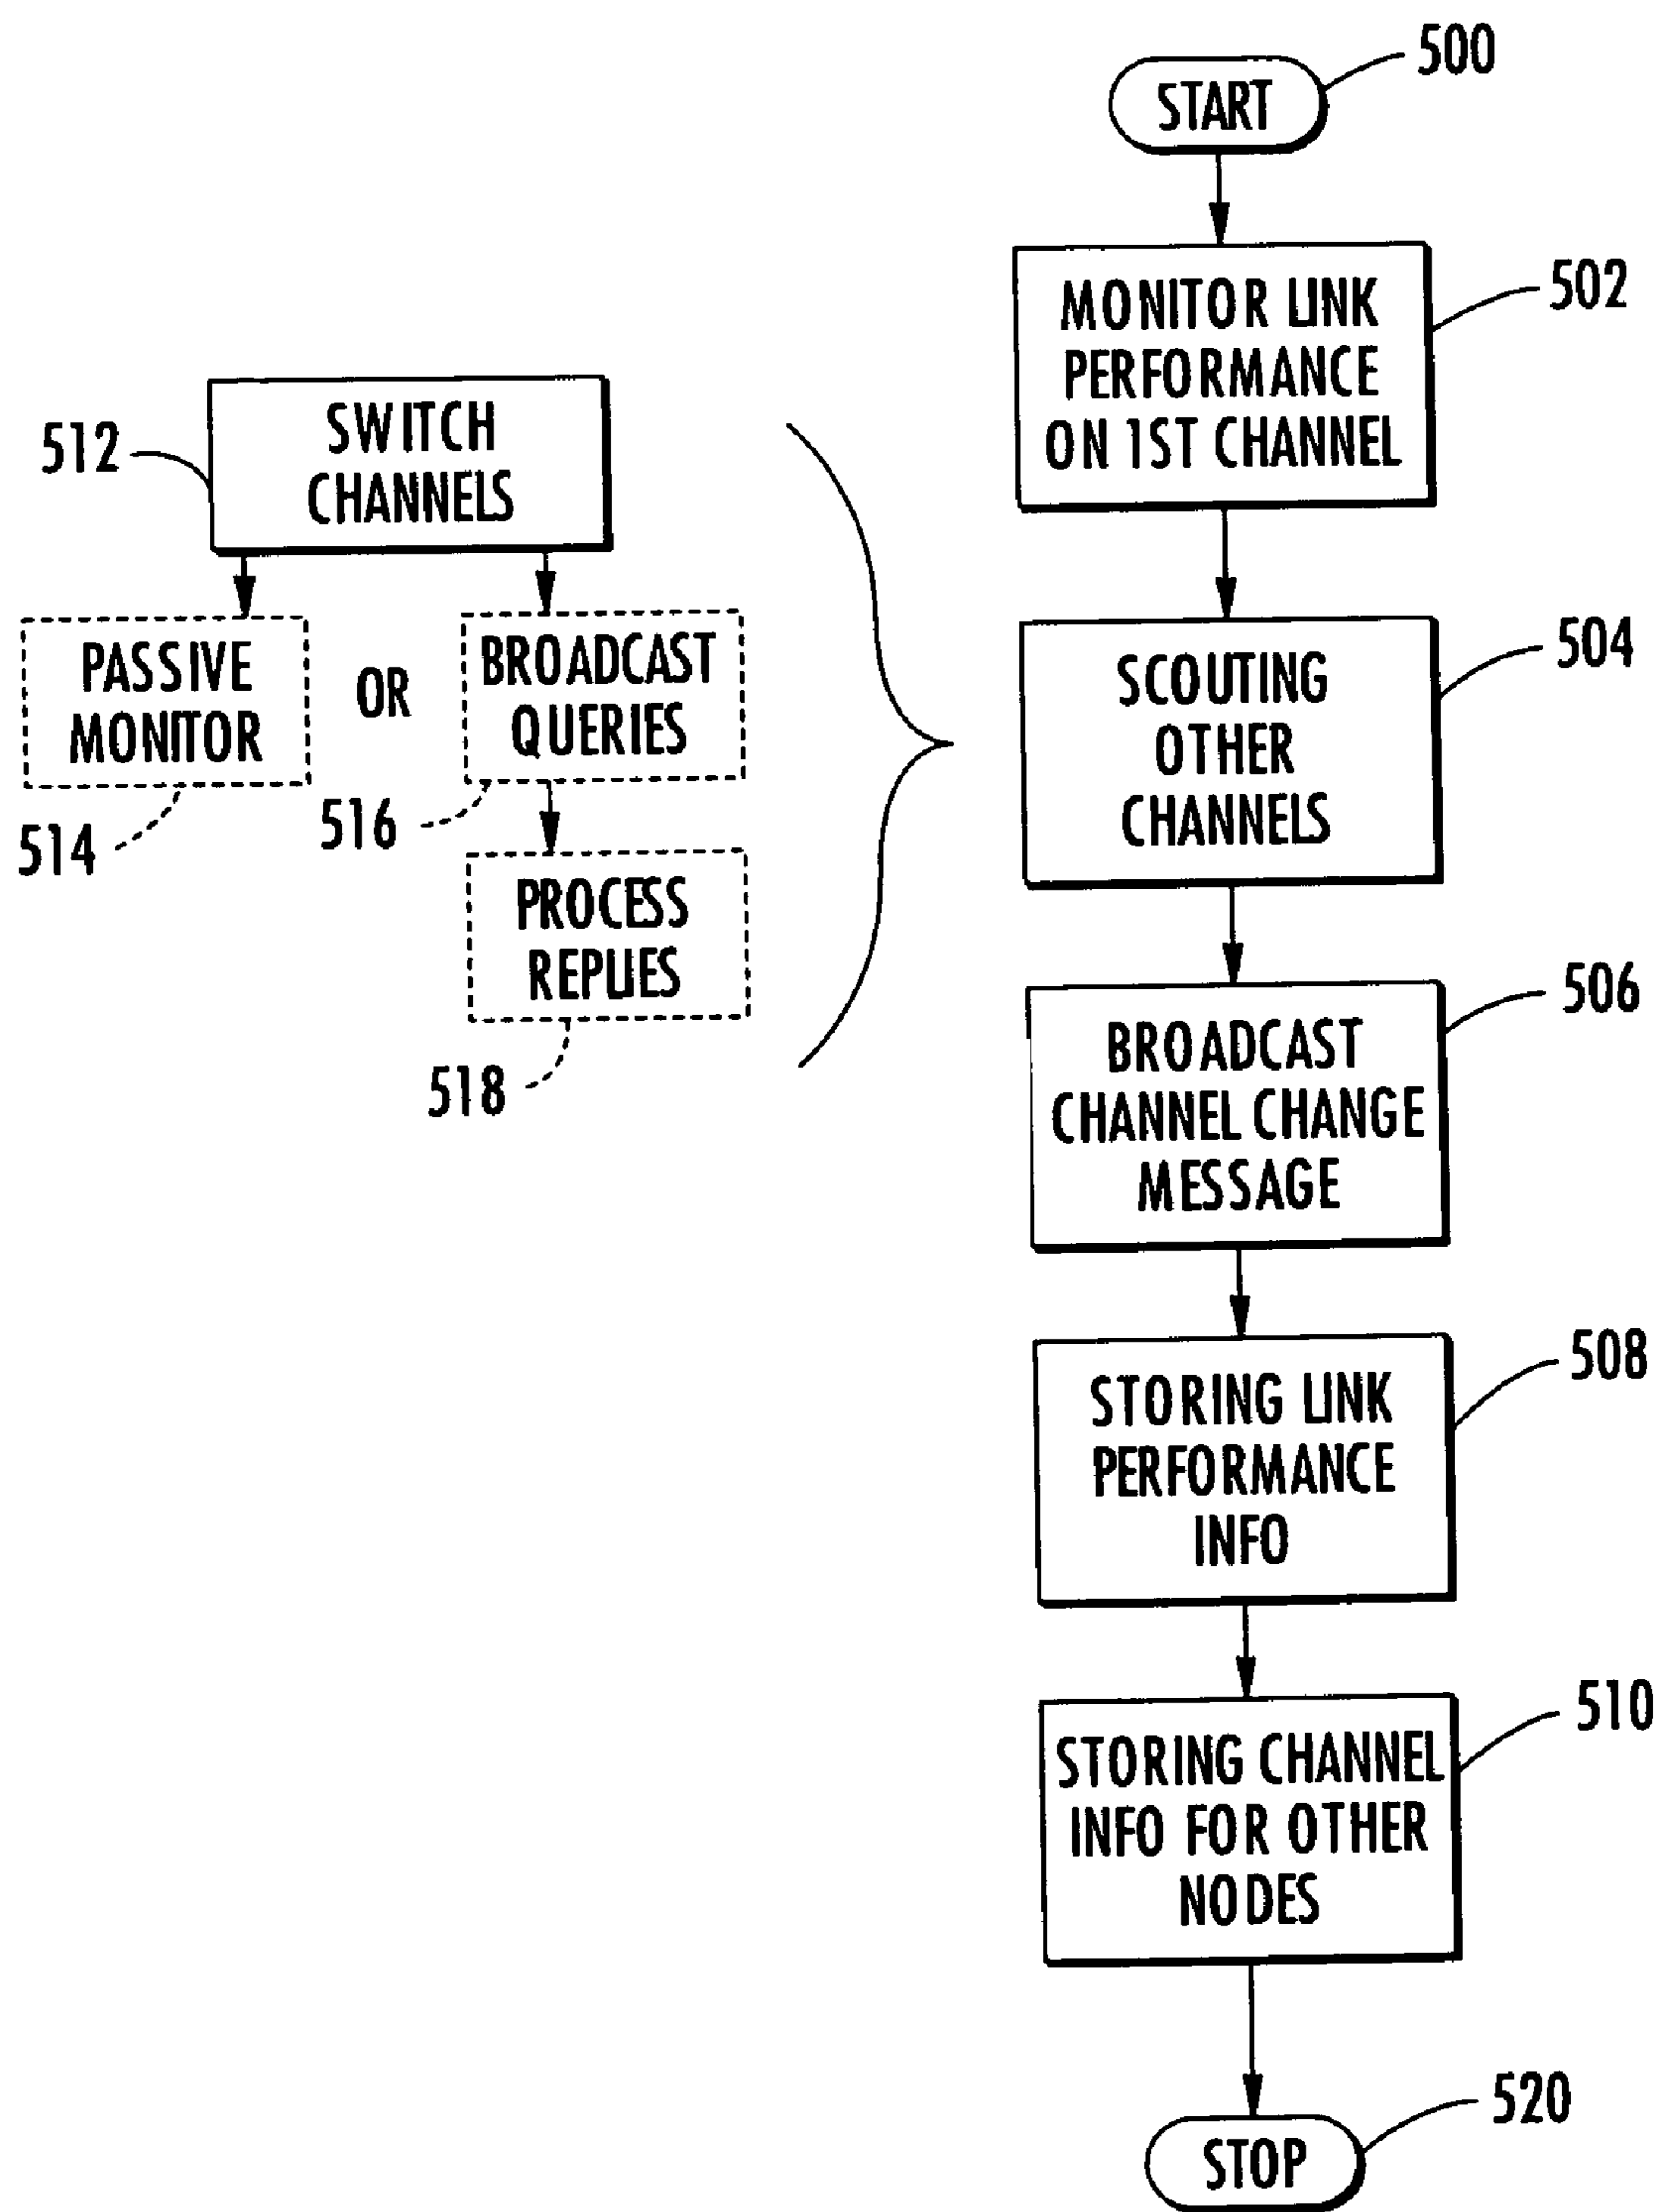 500
START
502
MONITOR LINK
PERFORMANCE
ON 1ST CHANNEL
512
SWITCH
CHANNELS
PASSIVE
MONITOR
514
OR
BROADCAST
QUERIES
516
PROCESS
REPLIES
518
504
SCOUTING
OTHER
CHANNELS
506
BROADCAST
CHANNEL CHANGE
MESSAGE
508
STORING LINK
PERFORMANCE
INFO
510
STORING CHANNEL
INFO FOR OTHER
NODES
520
STOP